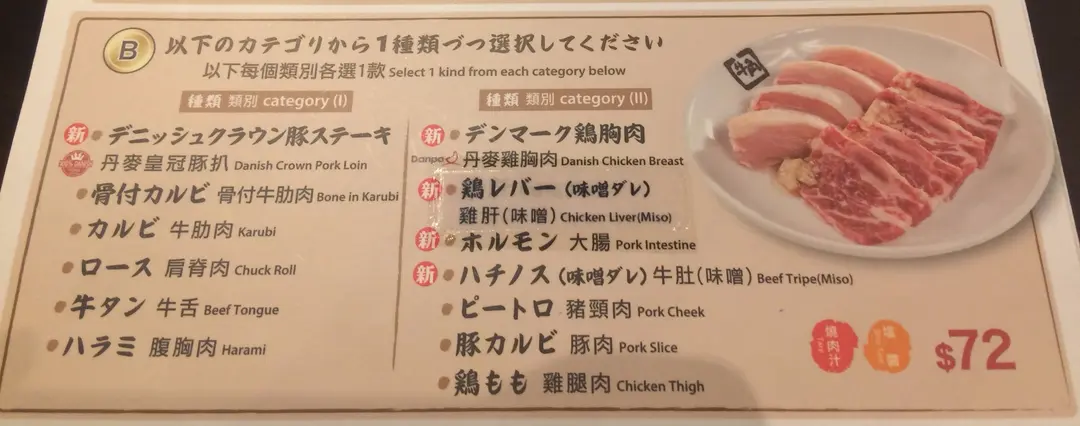 B 以下のカテゴリから1種類づつ選択してください
以下每個類別各選1款 Select 1 kind from each category below
種類 類別 category (I)
新 デニッシュクラウン豚ステーキ
丹麥皇冠豚扒 Danish Crown Pork Loin
骨付カルビ 骨付牛肋肉 Bone in Karubi
カルビ 牛肋肉 Karubi
ロース 肩脊肉 Chuck Roll
牛タン 牛舌 Beef Tongue
ハラミ 腹胸肉 Harami
種類 類別 category (II)
新 デンマーク鶏胸肉
Danpo 丹麥雞胸肉 Danish Chicken Breast
新 鶏レバー (味噌ダレ)
雞肝(味噌) Chicken Liver(Miso)
新 ホルモン 大腸 Pork Intestine
新 ハチノス (味噌ダレ) 牛肚(味噌) Beef Tripe(Miso)
ピートロ 豬頸肉 Pork Cheek
豚カルビ 豚肉 Pork Slice
鶏もも 雞腿肉 Chicken Thigh
牛角
燒肉汁
$72